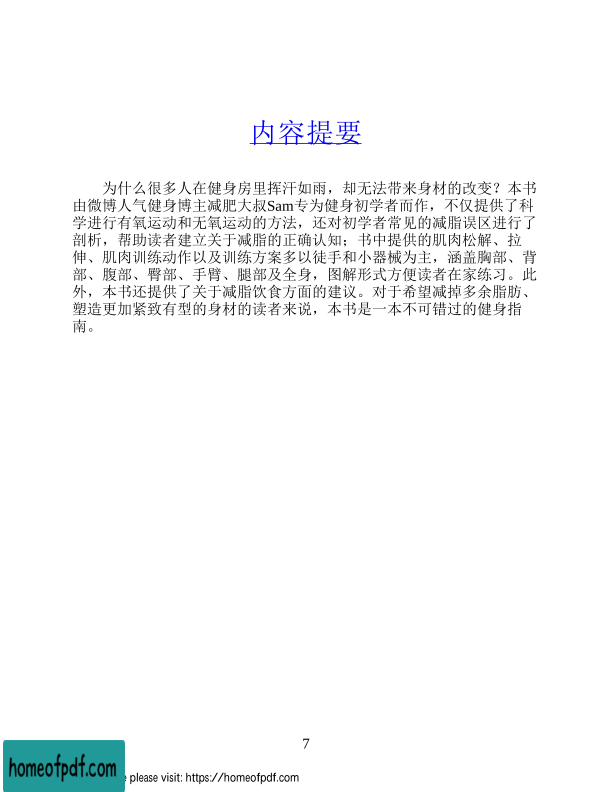 内容提要
为什么很多人在健身房里挥汗如雨，却无法带来身材的改变？本书
由微博人气健身博主减肥大叔Sam专为健身初学者而作，不仅提供了科
学进行有氧运动和无氧运动的方法，还对初学者常见的减脂误区进行了
剖析，帮助读者建立关于减脂的正确认知；书中提供的肌肉松解、拉
伸、肌肉训练动作以及训练方案多以徒手和小器械为主，涵盖胸部、背
部、腹部、臀部、手臂、腿部及全身，图解形式方便读者在家练习。此
外，本书还提供了关于减脂饮食方面的建议。对于希望减掉多余脂肪、
塑造更加紧致有型的身材的读者来说，本书是一本不可错过的健身指
南。
7
homeofpdf.com
e please visit: https://homeofpdf.com